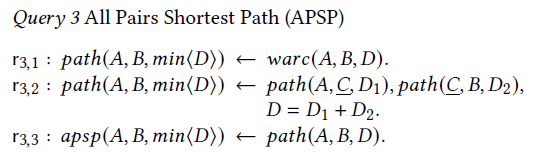 Query 3 All Pairs Shortest Path (APSP)
r3,1 : path(A, B, min⟨D⟩) ← warc(A, B, D).
r3,2 : path(A, B, min⟨D⟩) ← path(A, C, D1), path(C, B, D2),
D = D1 + D2.
r3,3 : apsp(A, B, min⟨D⟩) ← path(A, B, D).